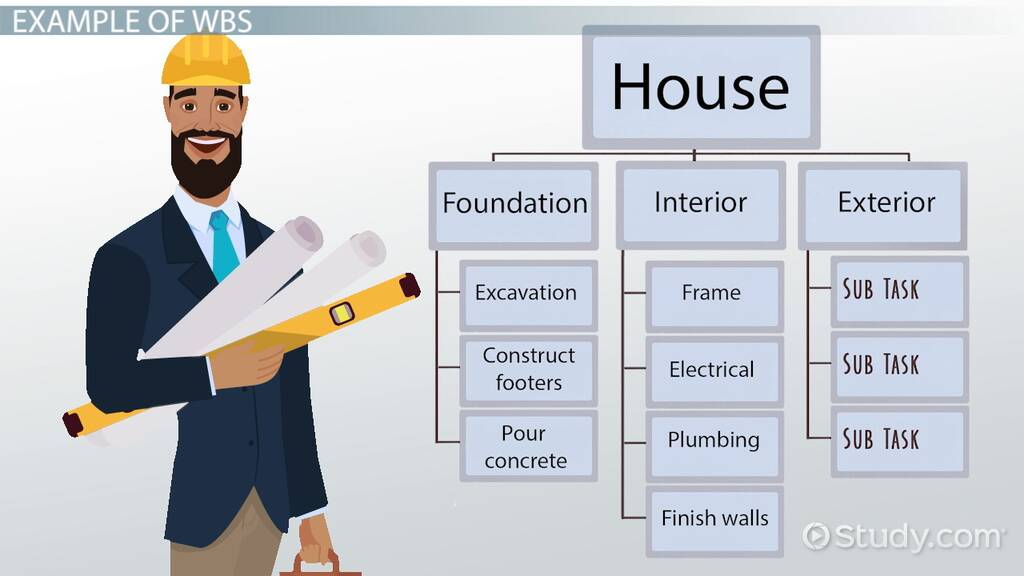 EXAMPLE OF WBS
House
Foundation
Interior
Exterior
Excavation
Construct
footers
Pour
concrete
Frame
Electrical
Plumbing
Finish walls
SUB TASK
SUB TASK
SUB TASK
Study.com